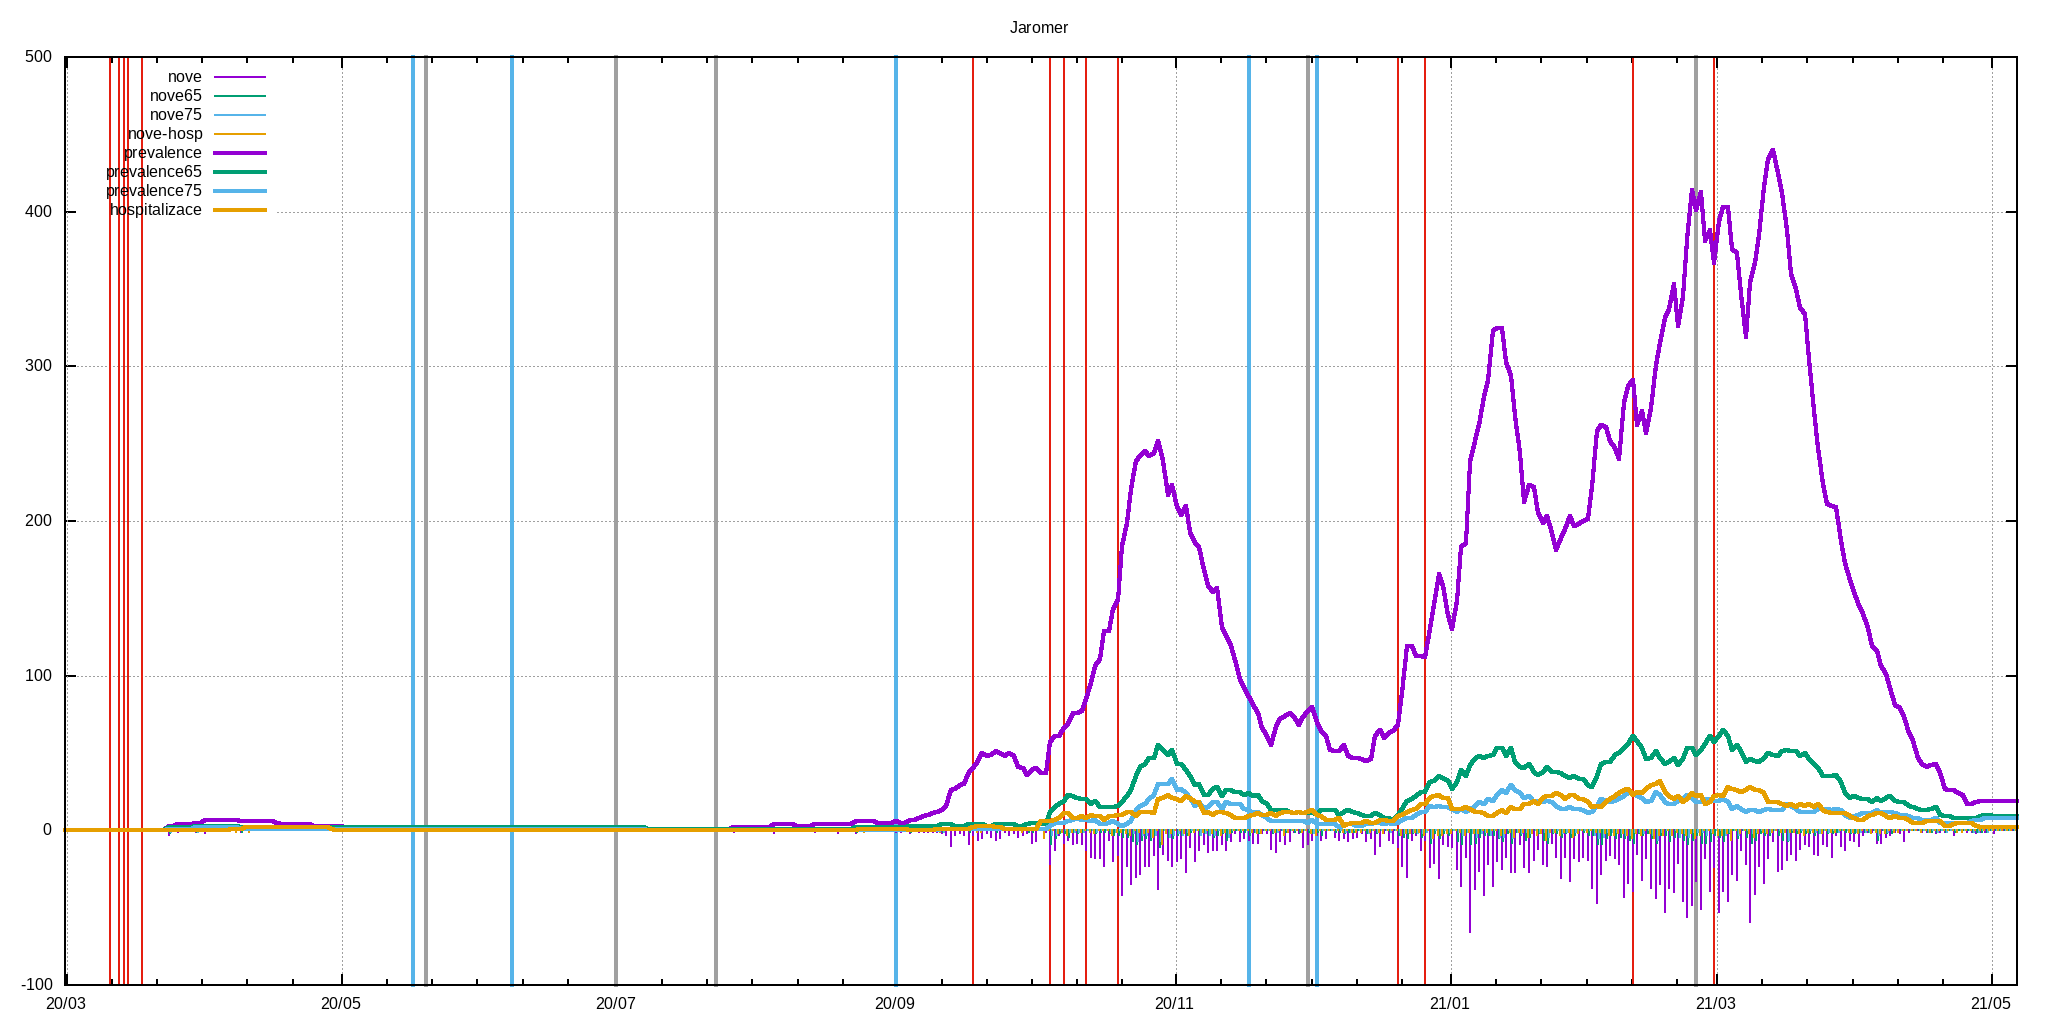 Jaromer
500
nove
nove65
nove75
nove-hosp
prevalence
prevalence65
prevalence75
hospitalizace
400
300
200
100
0
-100
20/03 20/05 20/07 20/09 20/11 21/01 21/03 21/05